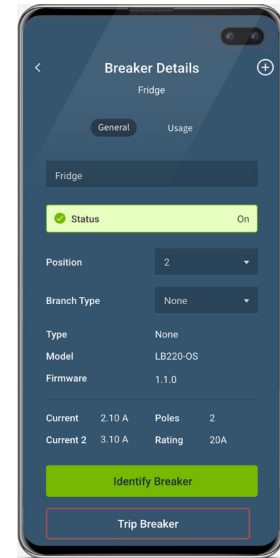 Breaker Details
Fridge
General Usage
Fridge
Status On
Position 2
Branch Type None
Type None
Model LB220-OS
Firmware 1.1.0
Current 2.10 A Poles 2
Current 2 3.10 A Rating 20A
Identify Breaker
Trip Breaker